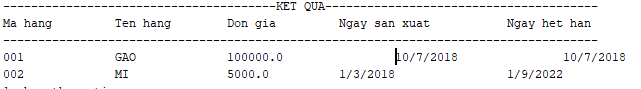 -----------------------------------------KET QUA-----------------------------------------
Ma hang Ten hang Don gia Ngay san xuat Ngay het han
-----------------------------------------------------------------------------------------
001 GAO 100000.0 10/7/2018 10/7/2018
002 MI 5000.0 1/3/2018 1/9/2022